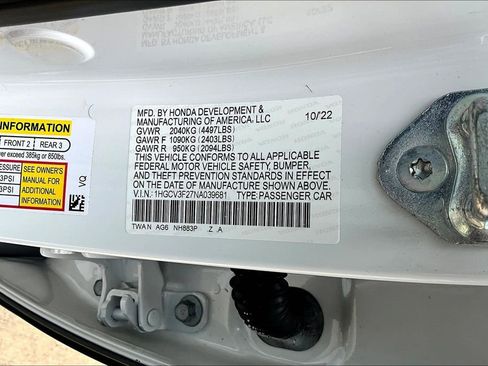 INFORMATION
FRONT 2
REAR 3
er exceed 385kg or 850lbs.
SEE OWNER'S
MANUAL FOR
ADDITIONAL
INFORMATION
VQ
MFD. BY HONDA DEVELOPMENT &
MANUFACTURING OF AMERICA, LLC
10/22
GVWR 2040KG (4497LBS)
GAWR F 1090KG (2403LBS)
GAWR R 950KG (2094LBS)
THIS VEHICLE CONFORMS TO ALL APPLICABLE
FEDERAL MOTOR VEHICLE SAFETY BUMPER
AND THEFT PREVENTION STANDARDS IN EFFECT ON
THE DATE OF MANUFACTURE SHOWN ABOVE.
V.I.N.: 1HGCV3F27NA039681 TYPE:PASSENGER CAR
TWA N AG6 NH883P Z A